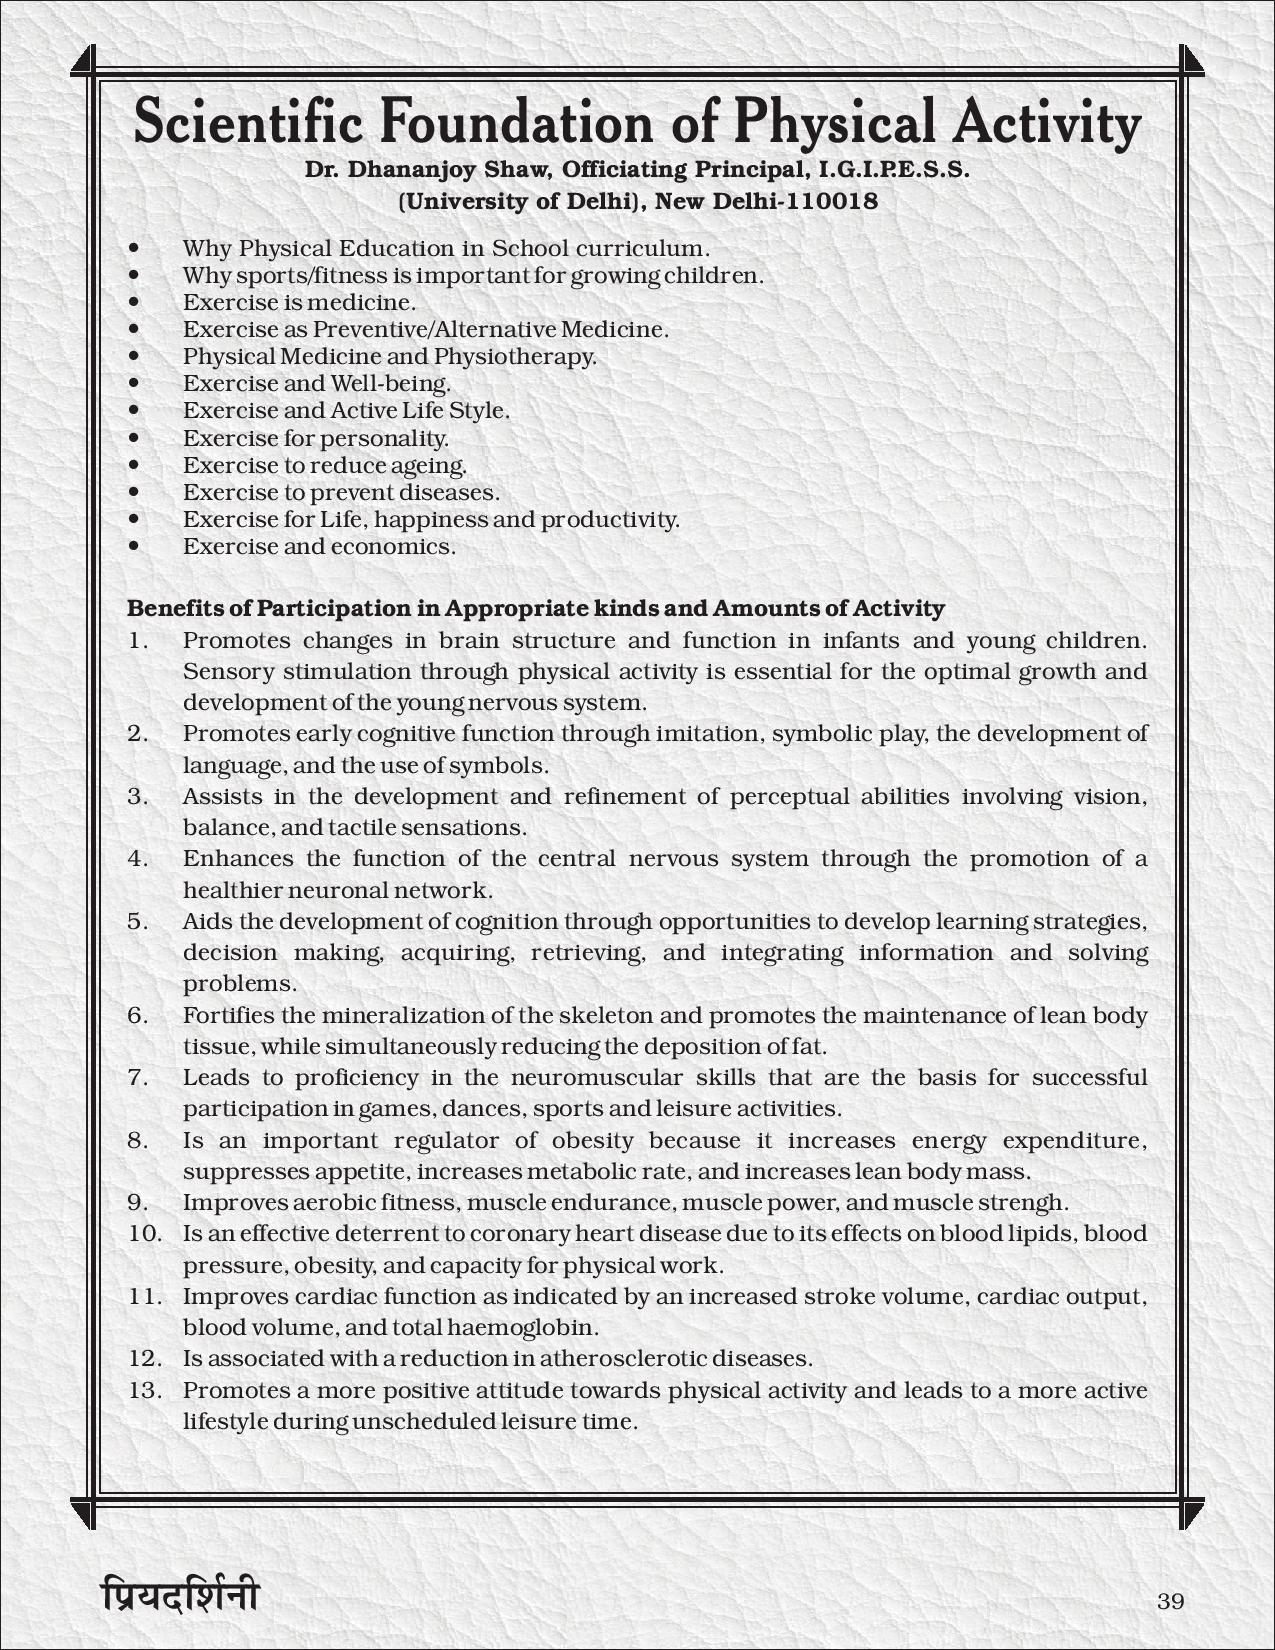 Scientific Foundation of Physical Activity
Dr. Dhananjoy Shaw, Officiating Principal, I.G.I.P.E.S.S.
(University of Delhi), New Delhi-110018
• Why Physical Education in School curriculum.
• Why sports/fitness is important for growing children.
• Exercise is medicine.
• Exercise as Preventive/Alternative Medicine.
• Physical Medicine and Physiotherapy.
• Exercise and Well-being.
• Exercise and Active Life Style.
• Exercise for personality.
• Exercise to reduce ageing.
• Exercise to prevent diseases.
• Exercise for Life, happiness and productivity.
• Exercise and economics.
Benefits of Participation in Appropriate kinds and Amounts of Activity
1. Promotes changes in brain structure and function in infants and young children.
Sensory stimulation through physical activity is essential for the optimal growth and
development of the young nervous system.
2. Promotes early cognitive function through imitation, symbolic play, the development of
language, and the use of symbols.
3. Assists in the development and refinement of perceptual abilities involving vision,
balance, and tactile sensations.
4. Enhances the function of the central nervous system through the promotion of a
healthier neuronal network.
5. Aids the development of cognition through opportunities to develop learning strategies,
decision making, acquiring, retrieving, and integrating information and solving
problems.
6. Fortifies the mineralization of the skeleton and promotes the maintenance of lean body
tissue, while simultaneously reducing the deposition of fat.
7. Leads to proficiency in the neuromuscular skills that are the basis for successful
participation in games, dances, sports and leisure activities.
8. Is an important regulator of obesity because it increases energy expenditure,
suppresses appetite, increases metabolic rate, and increases lean body mass.
9. Improves aerobic fitness, muscle endurance, muscle power, and muscle strengh.
10. Is an effective deterrent to coronary heart disease due to its effects on blood lipids, blood
pressure, obesity, and capacity for physical work.
11. Improves cardiac function as indicated by an increased stroke volume, cardiac output,
blood volume, and total haemoglobin.
12. Is associated with a reduction in atherosclerotic diseases.
13. Promotes a more positive attitude towards physical activity and leads to a more active
lifestyle during unscheduled leisure time.
प्रियदर्शिनी
39